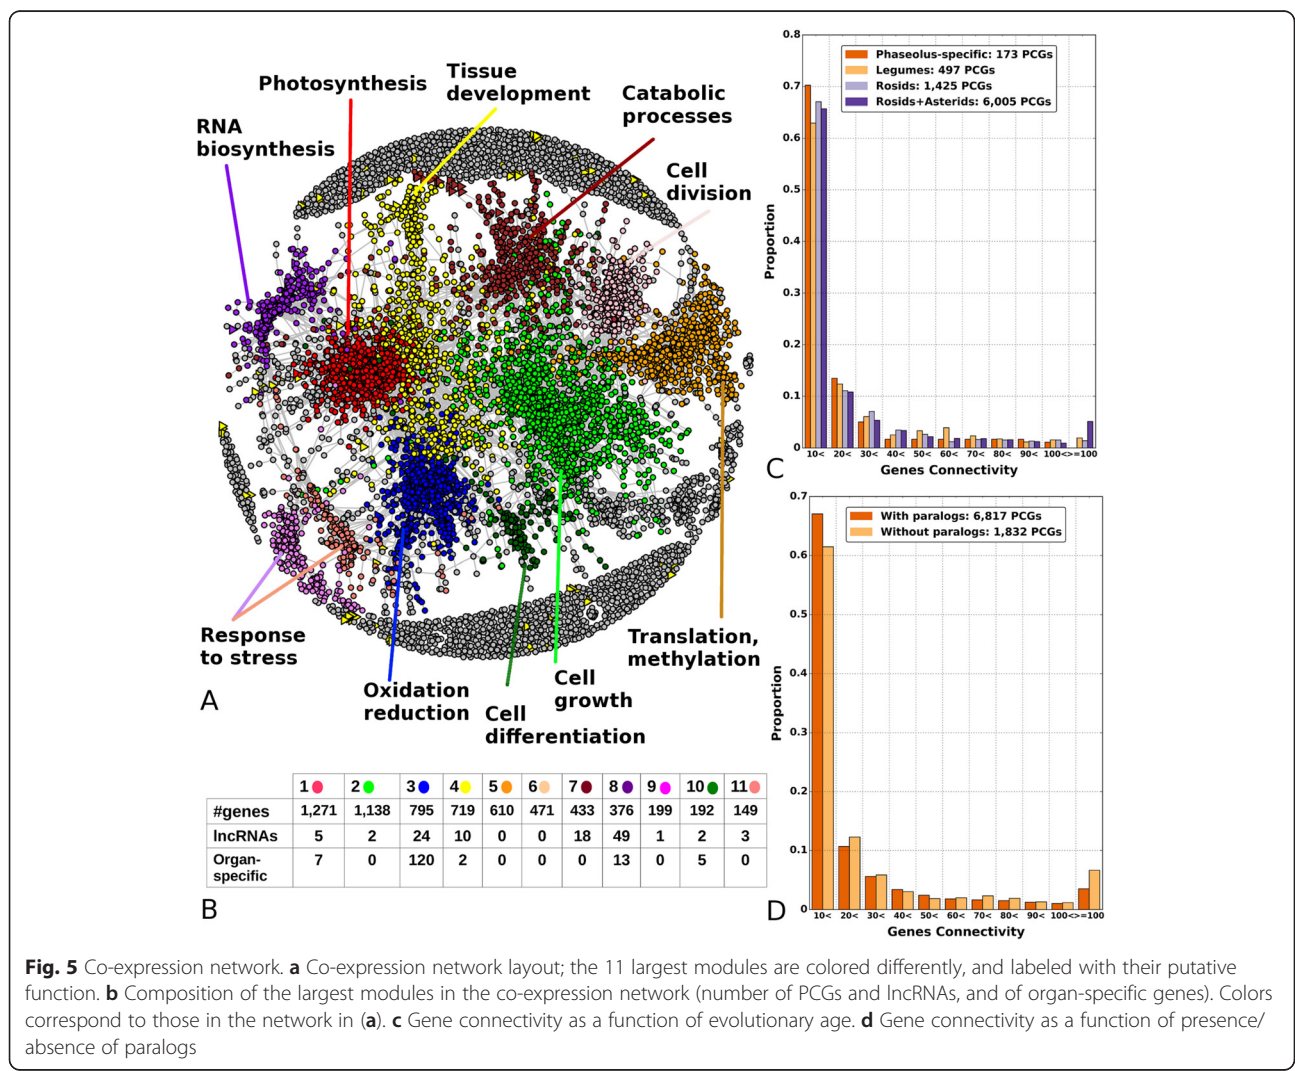 Photosynthesis
Tissue
development
Catabolic
processes
RNA
biosynthesis
Cell
division
Response
to stress
Oxidation
reduction
Cell
differentiation
Cell
growth
Translation,
methylation
A
1 2 3 4 5 6 7 8 9 10 11
#genes 1,271 1,138 795 719 610 471 433 376 199 192 149
lncRNAs 5 2 24 10 0 0 18 49 1 2 3
Organ-
specific 7 0 120 2 0 0 0 13 0 5 0
B
0.8
0.7
0.6
0.5
0.4
0.3
0.2
0.1
0
Proportion
Phaseolus-specific: 173 PCGs
Legumes: 497 PCGs
Rosids: 1,425 PCGs
Rosids+Asterids: 6,005 PCGs
10< 20< 30< 40< 50< 60< 70< 80< 90< 100<>=100
Genes Connectivity
C
0.7
0.6
0.5
0.4
0.3
0.2
0.1
0
Proportion
With paralogs: 6,817 PCGs
Without paralogs: 1,832 PCGs
10< 20< 30< 40< 50< 60< 70< 80< 90< 100<>=100
Genes Connectivity
D
Fig. 5 Co-expression network. a Co-expression network layout; the 11 largest modules are colored differently, and labeled with their putative
function. b Composition of the largest modules in the co-expression network (number of PCGs and lncRNAs, and of organ-specific genes). Colors
correspond to those in the network in (a). c Gene connectivity as a function of evolutionary age. d Gene connectivity as a function of presence/
absence of paralogs